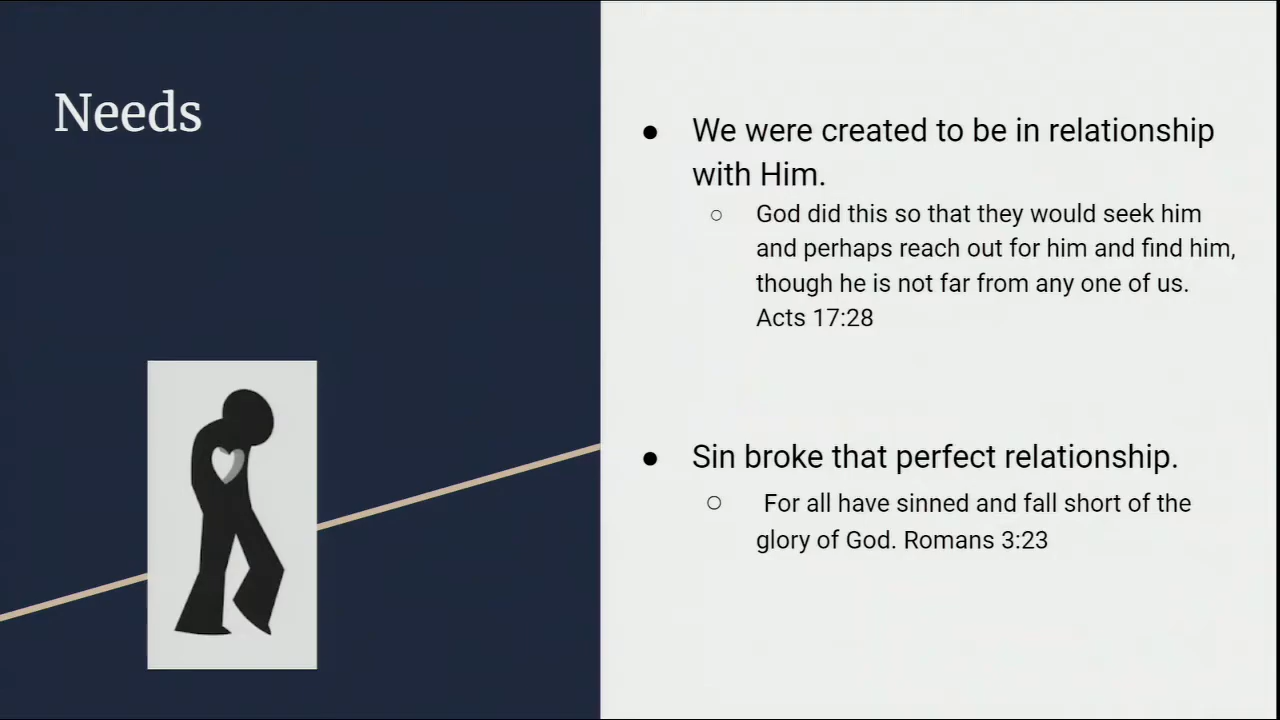 Needs
● We were created to be in relationship
with Him.
○ God did this so that they would seek him
and perhaps reach out for him and find him,
though he is not far from any one of us.
Acts 17:28
● Sin broke that perfect relationship.
○ For all have sinned and fall short of the
glory of God. Romans 3:23